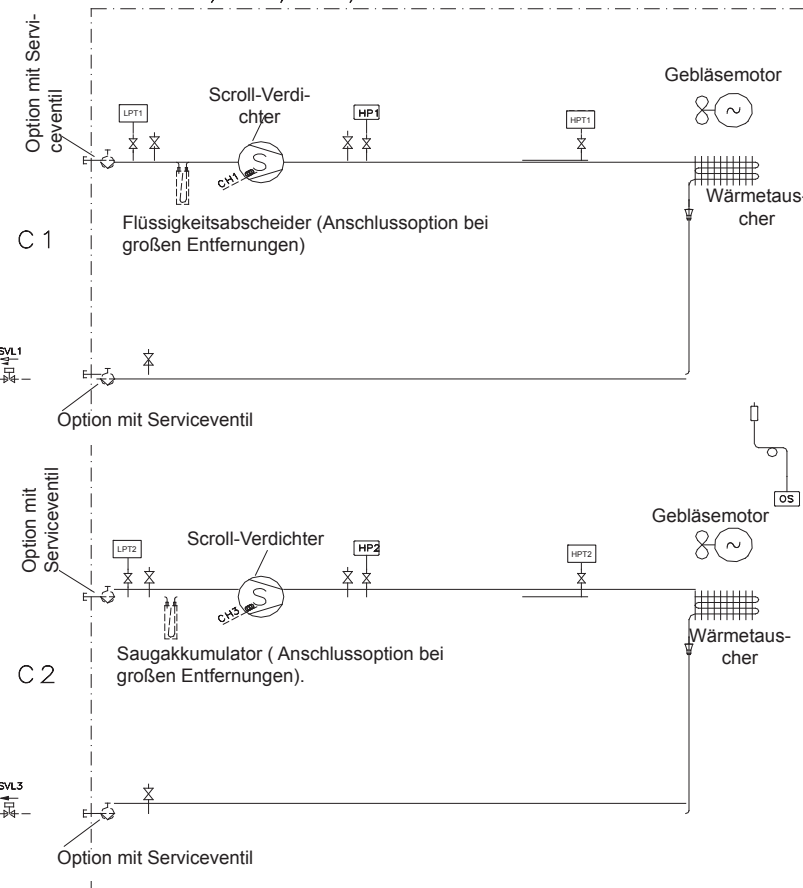 Option mit Servi-
ceventil
LPT1
Scroll-Verdi-
chter
HP1
HPT1
Gebläsemotor
S
CH1
Wärmetaus-
cher
Flüssigkeitsabscheider (Anschlussoption bei
großen Entfernungen)
C 1
SVL1
Option mit Serviceventil
OS
Option mit
Serviceventil
LPT2
Scroll-Verdichter
HP2
HPT2
Gebläsemotor
S
CH3
Wärmetaus-
cher
Saugakkumulator ( Anschlussoption bei
großen Entfernungen).
C 2
SVL3
Option mit Serviceventil